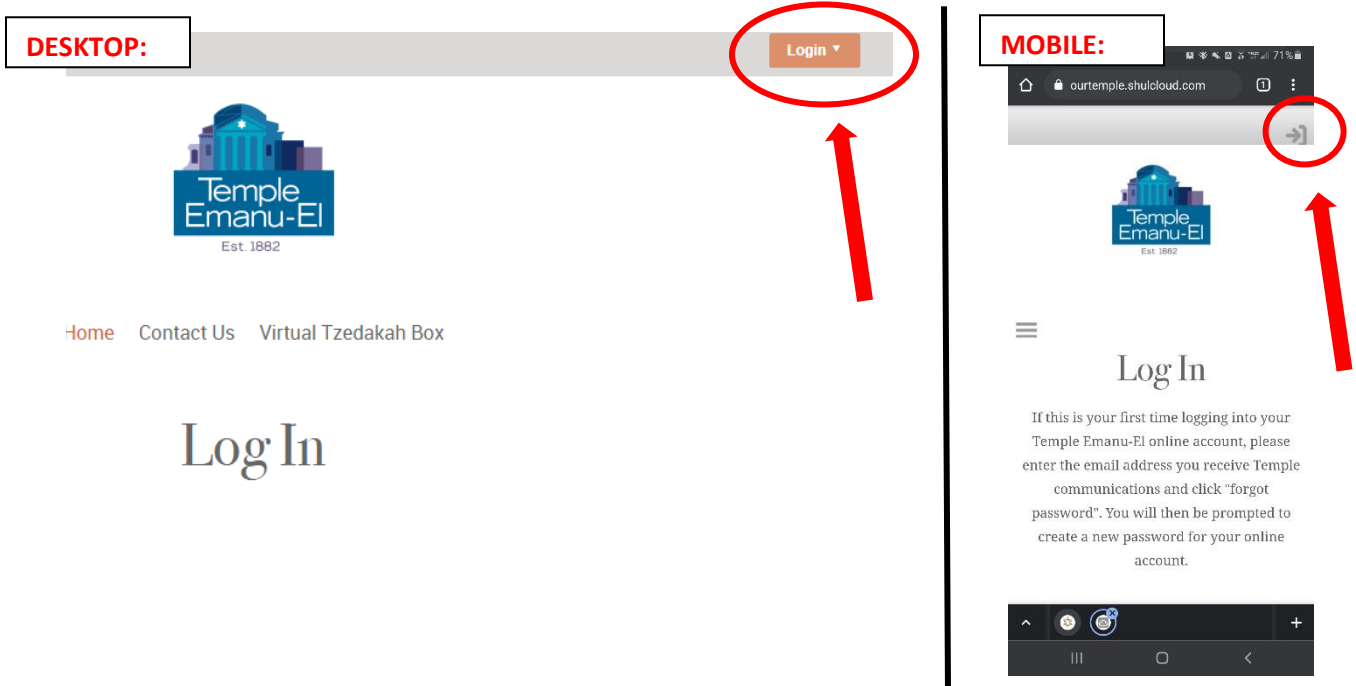 DESKTOP:
Login
Temple
Emanu-El
Est. 1882
Home Contact Us Virtual Tzedakah Box
Log In
MOBILE:
71%
ourtemple.shulcloud.com 1
Temple
Emanu-El
Est. 1882
Log In
If this is your first time logging into your
Temple Emanu-El online account, please
enter the email address you receive Temple
communications and click "forgot
password". You will then be prompted to
create a new password for your online
account.